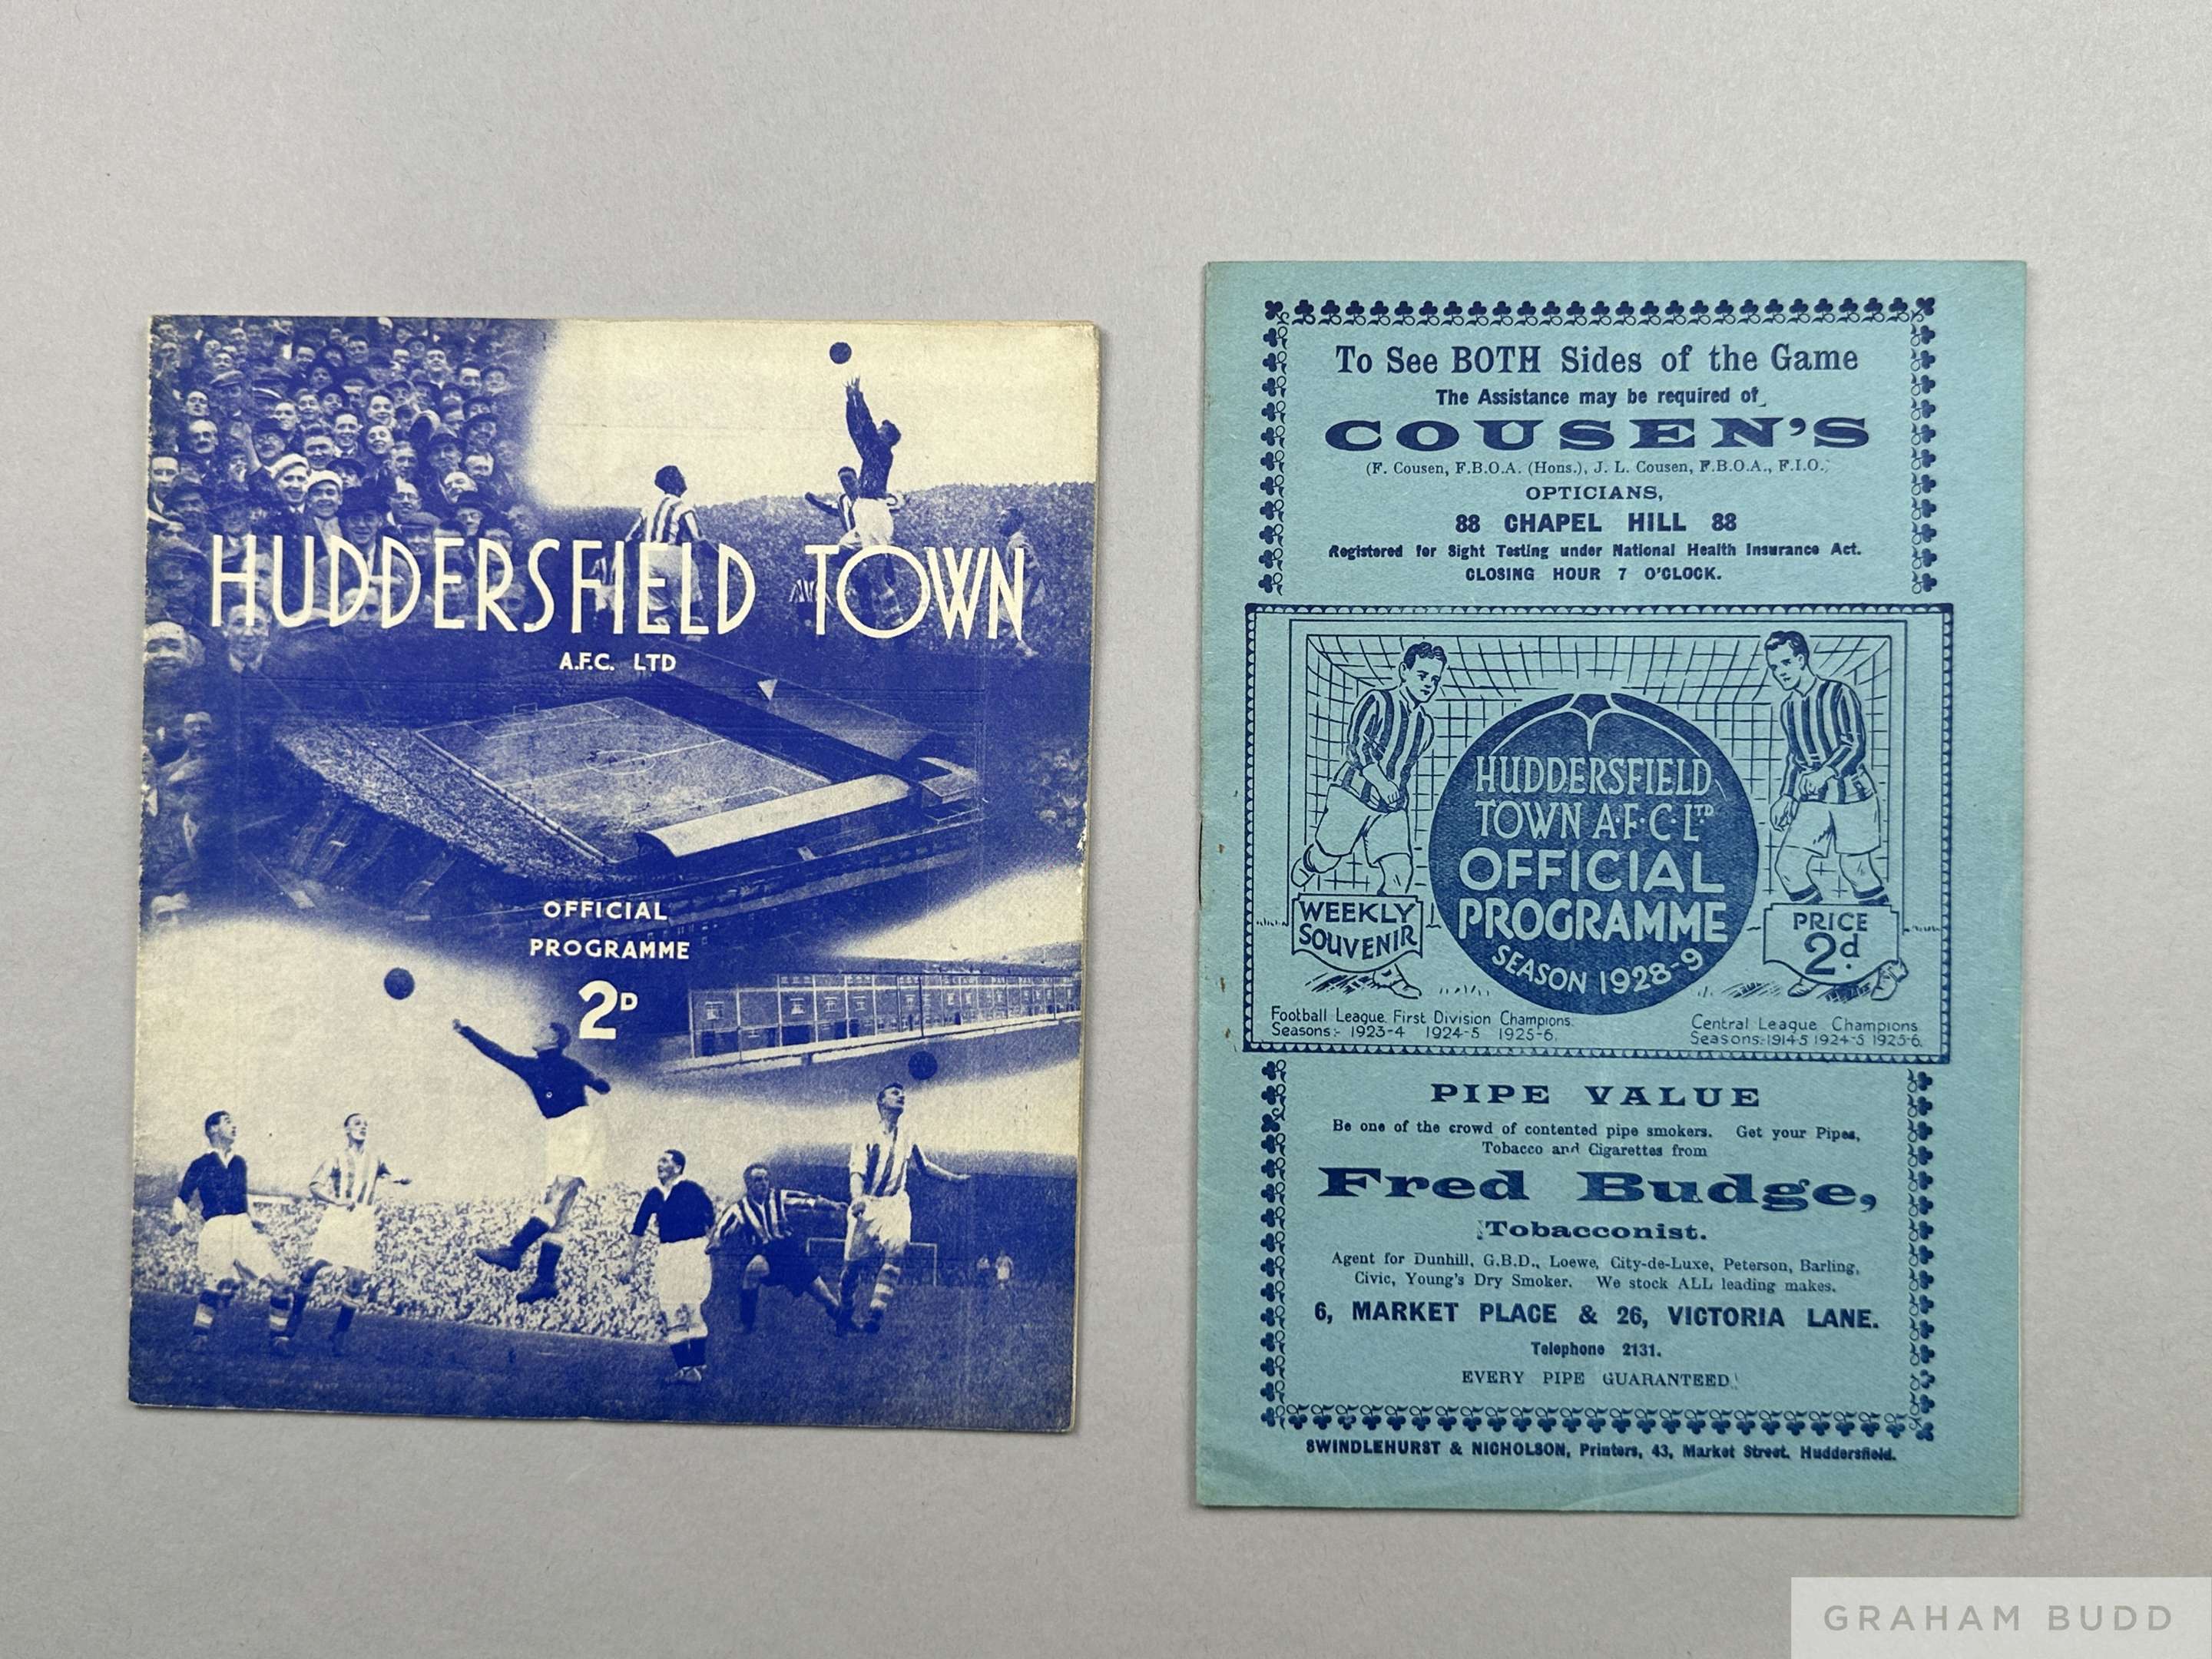 HUDDERSFIELD TOWN
A.F.C. LTD
OFFICIAL
PROGRAMME
2D
To See BOTH Sides of the Game
The Assistance may be required of
COUSEN'S
(F. Cousen, F.B.O.A. (Hons.), J. L. Cousen, F.B.O.A., F.I.O.)
OPTICIANS,
88 CHAPEL HILL 88
Registered for Sight Testing under National Health Insurance Act.
CLOSING HOUR 7 O'CLOCK.
HUDDERSFIELD
TOWN A·F·C·LTD
OFFICIAL
PROGRAMME
SEASON 1928-9
WEEKLY
SOUVENIR
PRICE
2d.
Football League First Division Champions.
Seasons:- 1923-4 1924-5 1925-6.
Central League Champions
Seasons:-1914-5 1924-5 1925-6.
PIPE VALUE
Be one of the crowd of contented pipe smokers. Get your Pipes,
Tobacco and Cigarettes from
Fred Budge,
Tobacconist.
Agent for Dunhill, G.B.D., Loewe, City-de-Luxe, Peterson, Barling,
Civic, Young's Dry Smoker. We stock ALL leading makes.
6, MARKET PLACE & 26, VICTORIA LANE.
Telephone 2131.
EVERY PIPE GUARANTEED
SWINDLEHURST & NICHOLSON, Printers, 43, Market Street, Huddersfield.
GRAHAM BUDD